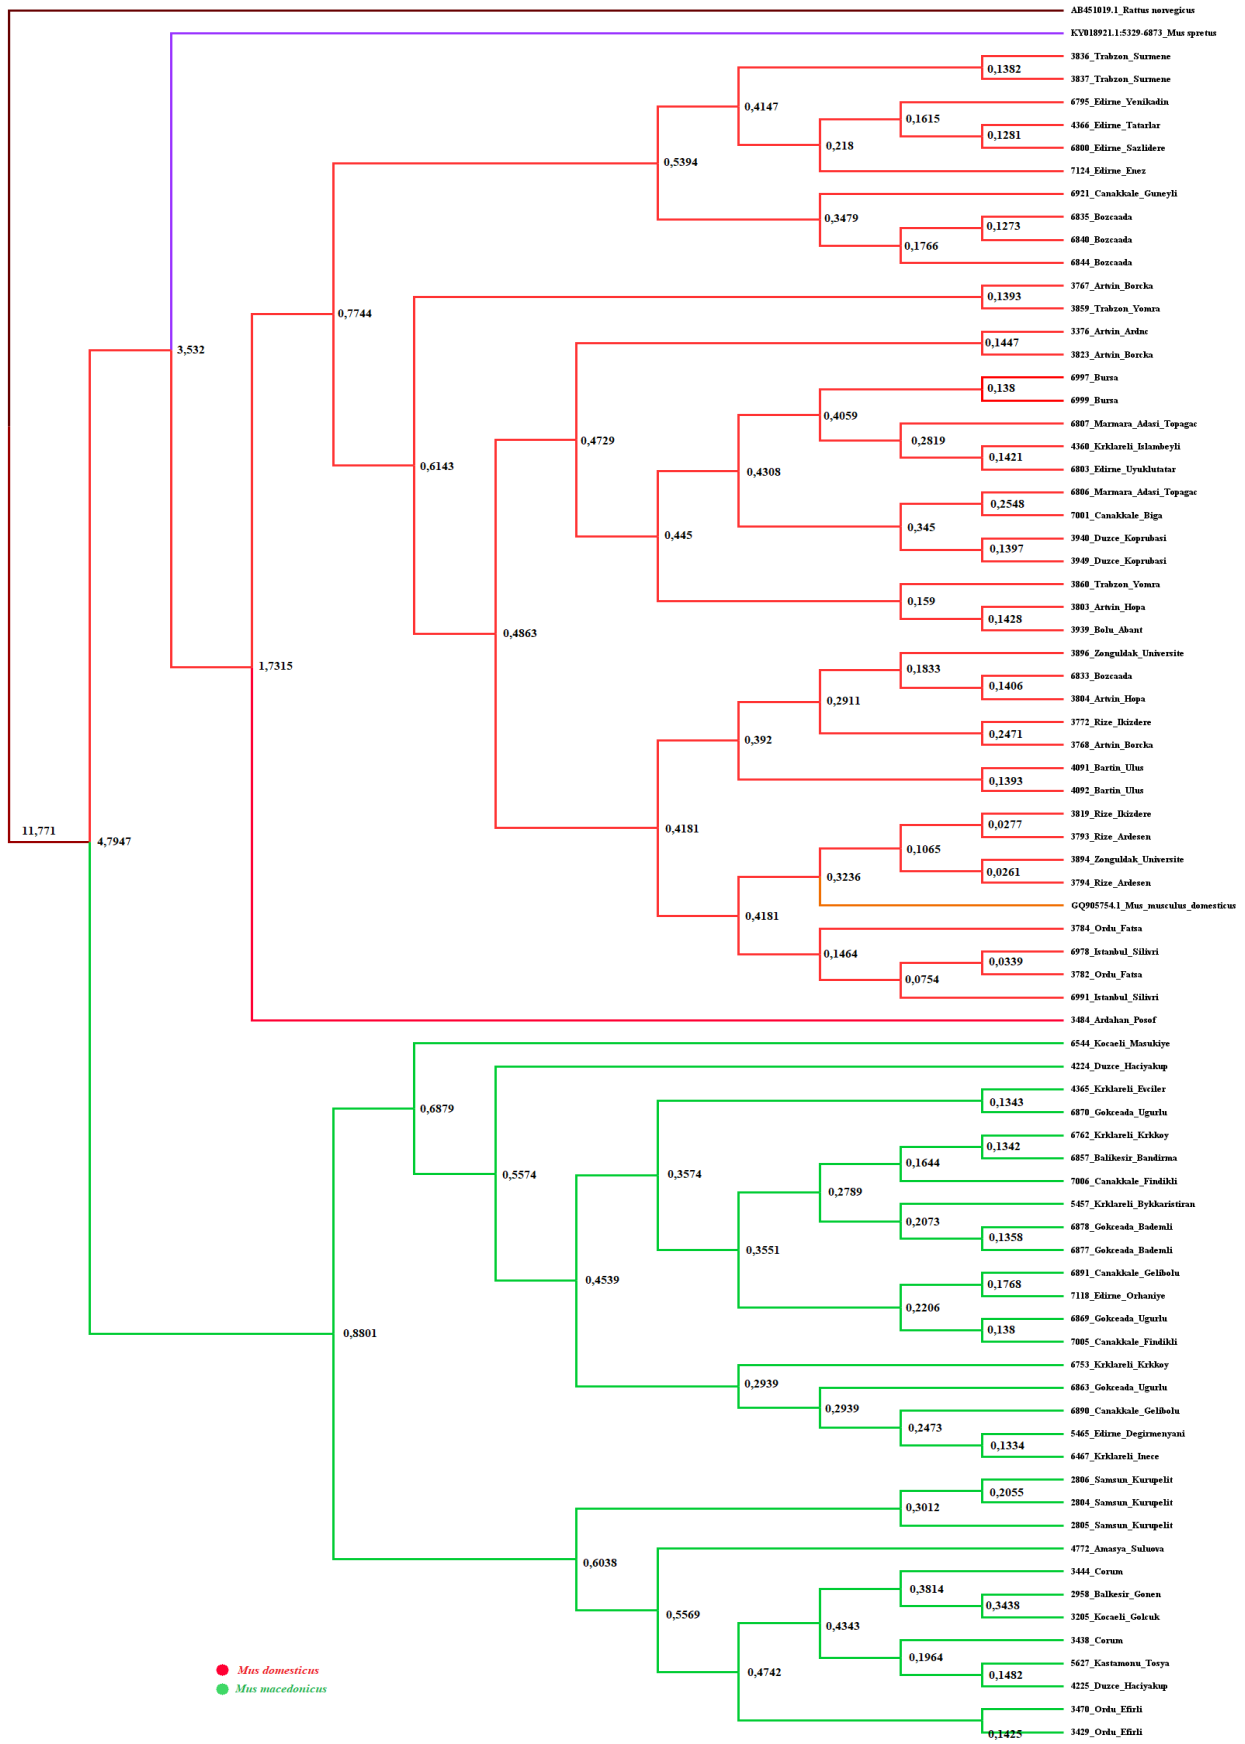 AB451019.1_Rattus norvegicus
KY018921.1:5329-6873_Mus spretus
3836_Trabzon_Surmene
0,1382
3837_Trabzon_Surmene
0,4147
6795_Edirne_Yenikadin
0,1615
4366_Edirne_Tatarlar
0,1281
6800_Edirne_Sazlidere
0,218
0,5394
7124_Edirne_Enez
6921_Canakkale_Guneyli
0,3479
6835_Bozcaada
0,1273
6840_Bozcaada
0,1766
6844_Bozcaada
3767_Artvin_Borcka
0,1393
3859_Trabzon_Yomra
0,7744
3376_Artvin_Ardnc
0,1447
3823_Artvin_Borcka
3,532
6997_Bursa
0,138
6999_Bursa
0,4059
6807_Marmara_Adasi_Topagac
0,2819
4360_Krklareli_Islambeyli
0,4729
0,1421
0,6143
6803_Edirne_Uyuklutatar
0,4308
6806_Marmara_Adasi_Topagac
0,2548
7001_Canakkale_Biga
0,345
0,445
3940_Duzce_Koprubasi
0,1397
3949_Duzce_Koprubasi
3860_Trabzon_Yomra
0,159
3803_Artvin_Hopa
0,1428
3939_Bolu_Abant
0,4863
3896_Zonguldak_Universite
1,7315
0,1833
6833_Bozcaada
0,1406
3804_Artvin_Hopa
0,2911
3772_Rize_Ikizdere
0,2471
0,392
3768_Artvin_Borcka
4091_Bartin_Ulus
0,1393
4092_Bartin_Ulus
3819_Rize_Ikizdere
0,0277
0,4181
11,771
3793_Rize_Ardesen
4,7947
0,1065
3894_Zonguldak_Universite
0,0261
0,3236
3794_Rize_Ardesen
GQ905754.1_Mus_musculus_domesticus
0,4181
3784_Ordu_Fatsa
0,1464
6978_Istanbul_Silivri
0,0339
3782_Ordu_Fatsa
0,0754
6991_Istanbul_Silivri
3484_Ardahan_Posof
6544_Kocaeli_Masukiye
4224_Duzce_Haciyakup
4365_Krklareli_Evciler
0,1343
0,6879
6870_Gokceada_Ugurlu
6762_Krklareli_Krkkoy
0,1342
6857_Balikesir_Bandirma
0,1644
0,3574
0,5574
7006_Canakkale_Findikli
0,2789
5457_Krklareli_Bykkaristiran
0,2073
6878_Gokceada_Bademli
0,1358
6877_Gokceada_Bademli
0,3551
6891_Canakkale_Gelibolu
0,4539
0,1768
7118_Edirne_Orhaniye
0,2206
6869_Gokceada_Ugurlu
0,138
0,8801
7005_Canakkale_Findikli
6753_Krklareli_Krkkoy
0,2939
6863_Gokceada_Ugurlu
0,2939
6890_Canakkale_Gelibolu
0,2473
5465_Edirne_Degirmenyani
0,1334
6467_Krklareli_Inece
2806_Samsun_Kurupelit
0,2055
2804_Samsun_Kurupelit
0,3012
2805_Samsun_Kurupelit
4772_Amasya_Suluova
0,6038
3444_Corum
0,3814
2958_Balkesir_Gonen
0,3438
0,5569
3205_Kocaeli_Golcuk
0,4343
3438_Corum
0,1964
5627_Kastamonu_Tosya
0,1482
0,4742
4225_Duzce_Haciyakup
3470_Ordu_Efirli
0,1425
3429_Ordu_Efirli
Mus domesticus
Mus macedonicus